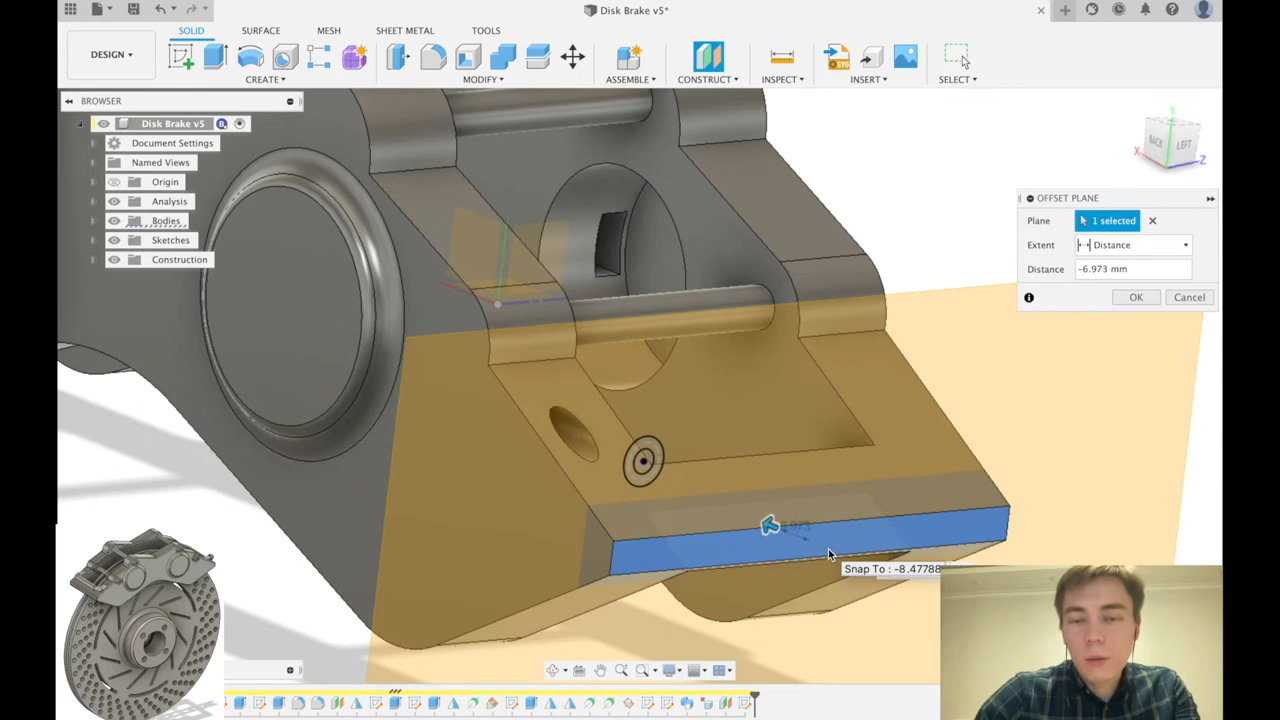 Disk Brake v5*
SOLID SURFACE MESH SHEET METAL TOOLS
DESIGN
CREATE MODIFY ASSEMBLE CONSTRUCT INSPECT INSERT SELECT
BROWSER
Disk Brake v5
Document Settings
Named Views
Origin
Analysis
Bodies
Sketches
Construction
Y
BACK LEFT
X
Z
OFFSET PLANE
Plane 1 selected
Extent Distance
Distance -6.973 mm
OK Cancel
Snap To : -8.47788